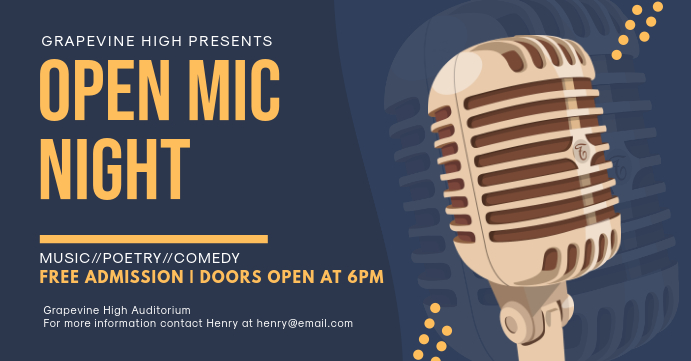 GRAPEVINE HIGH PRESENTS
OPEN MIC
NIGHT
MUSIC//POETRY//COMEDY
FREE ADMISSION | DOORS OPEN AT 6PM
Grapevine High Auditorium
For more information contact Henry at henry@email.com